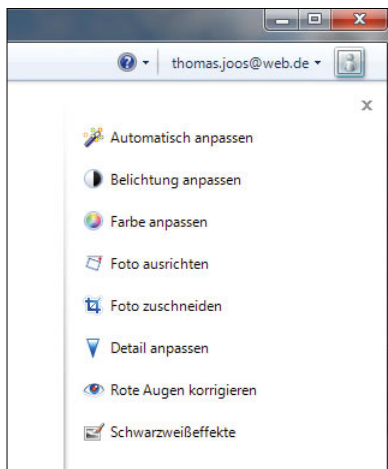 thomas.joos@web.de
Automatisch anpassen
Belichtung anpassen
Farbe anpassen
Foto ausrichten
Foto zuschneiden
Detail anpassen
Rote Augen korrigieren
Schwarzweißeffekte